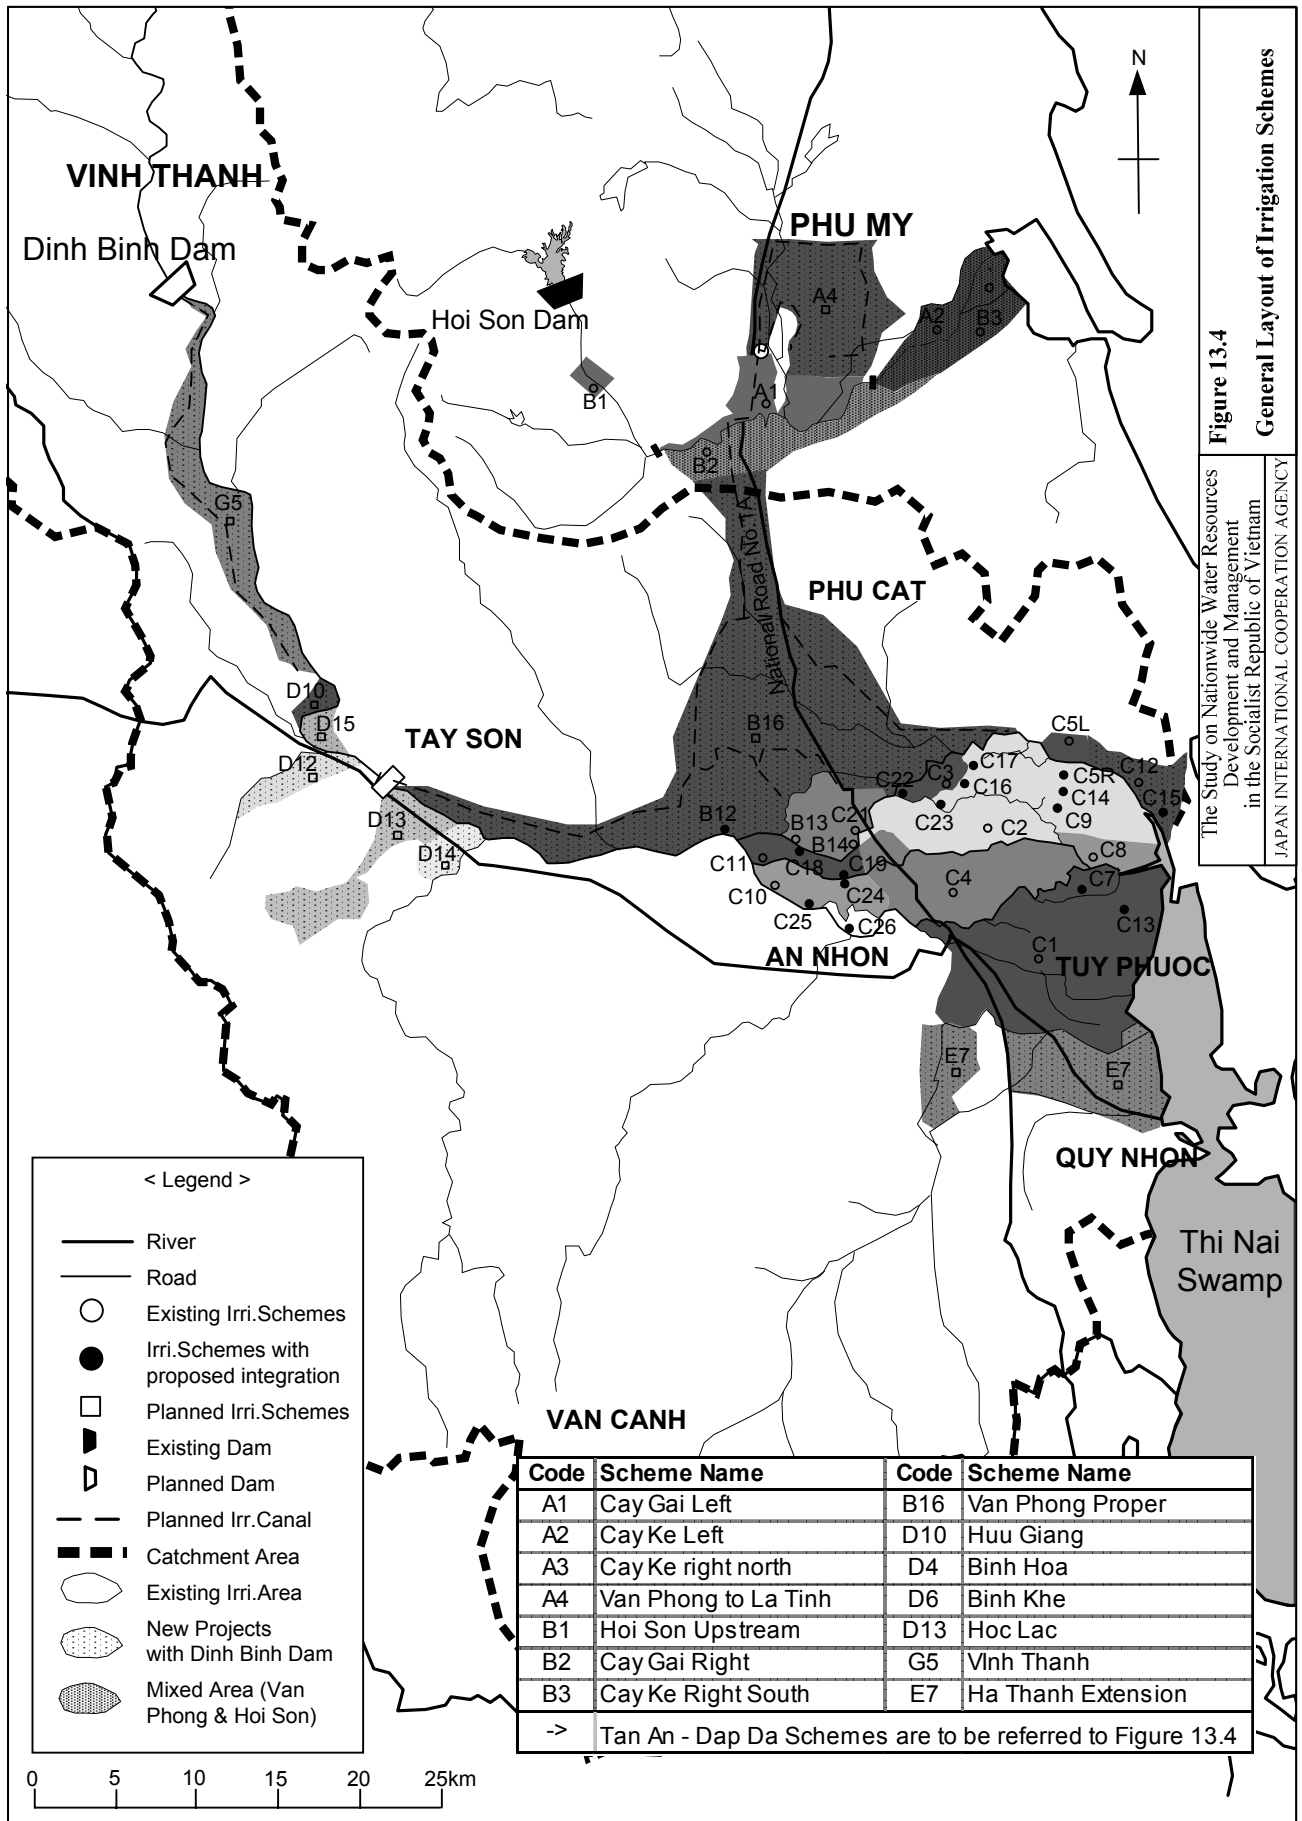 N
VINH THANH
Dinh Binh Dam
PHU MY
Hoi Son Dam
A4
A2
B3
B1
A1
B2
G5
National Road No.1A
PHU CAT
D10
D15
TAY SON
D12
B16
C5L
C17
C3
C16
C5R
C12
C22
C14
C15
C9
C23
C2
D13
D14
B12
B13
C21
B14
C11
C18
C19
C8
C10
C24
C4
C7
C25
C26
C13
AN NHON
C1
TUY PHUOC
E7
E7
QUY NHON
Thi Nai
Swamp
VAN CANH
< Legend >
River
Road
Existing Irri.Schemes
Irri.Schemes with
proposed integration
Planned Irri.Schemes
Existing Dam
Planned Dam
Planned Irr.Canal
Catchment Area
Existing Irri.Area
New Projects
with Dinh Binh Dam
Mixed Area (Van
Phong & Hoi Son)
0 5 10 15 20 25km
Code Scheme Name Code Scheme Name
A1 Cay Gai Left B16 Van Phong Proper
A2 Cay Ke Left D10 Huu Giang
A3 Cay Ke right north D4 Binh Hoa
A4 Van Phong to La Tinh D6 Binh Khe
B1 Hoi Son Upstream D13 Hoc Lac
B2 Cay Gai Right G5 VInh Thanh
B3 Cay Ke Right South E7 Ha Thanh Extension
-> Tan An - Dap Da Schemes are to be referred to Figure 13.4
Figure 13.4
General Layout of Irrigation Schemes
The Study on Nationwide Water Resources
Development and Management
in the Socialist Republic of Vietnam
JAPAN INTERNATIONAL COOPERATION AGENCY